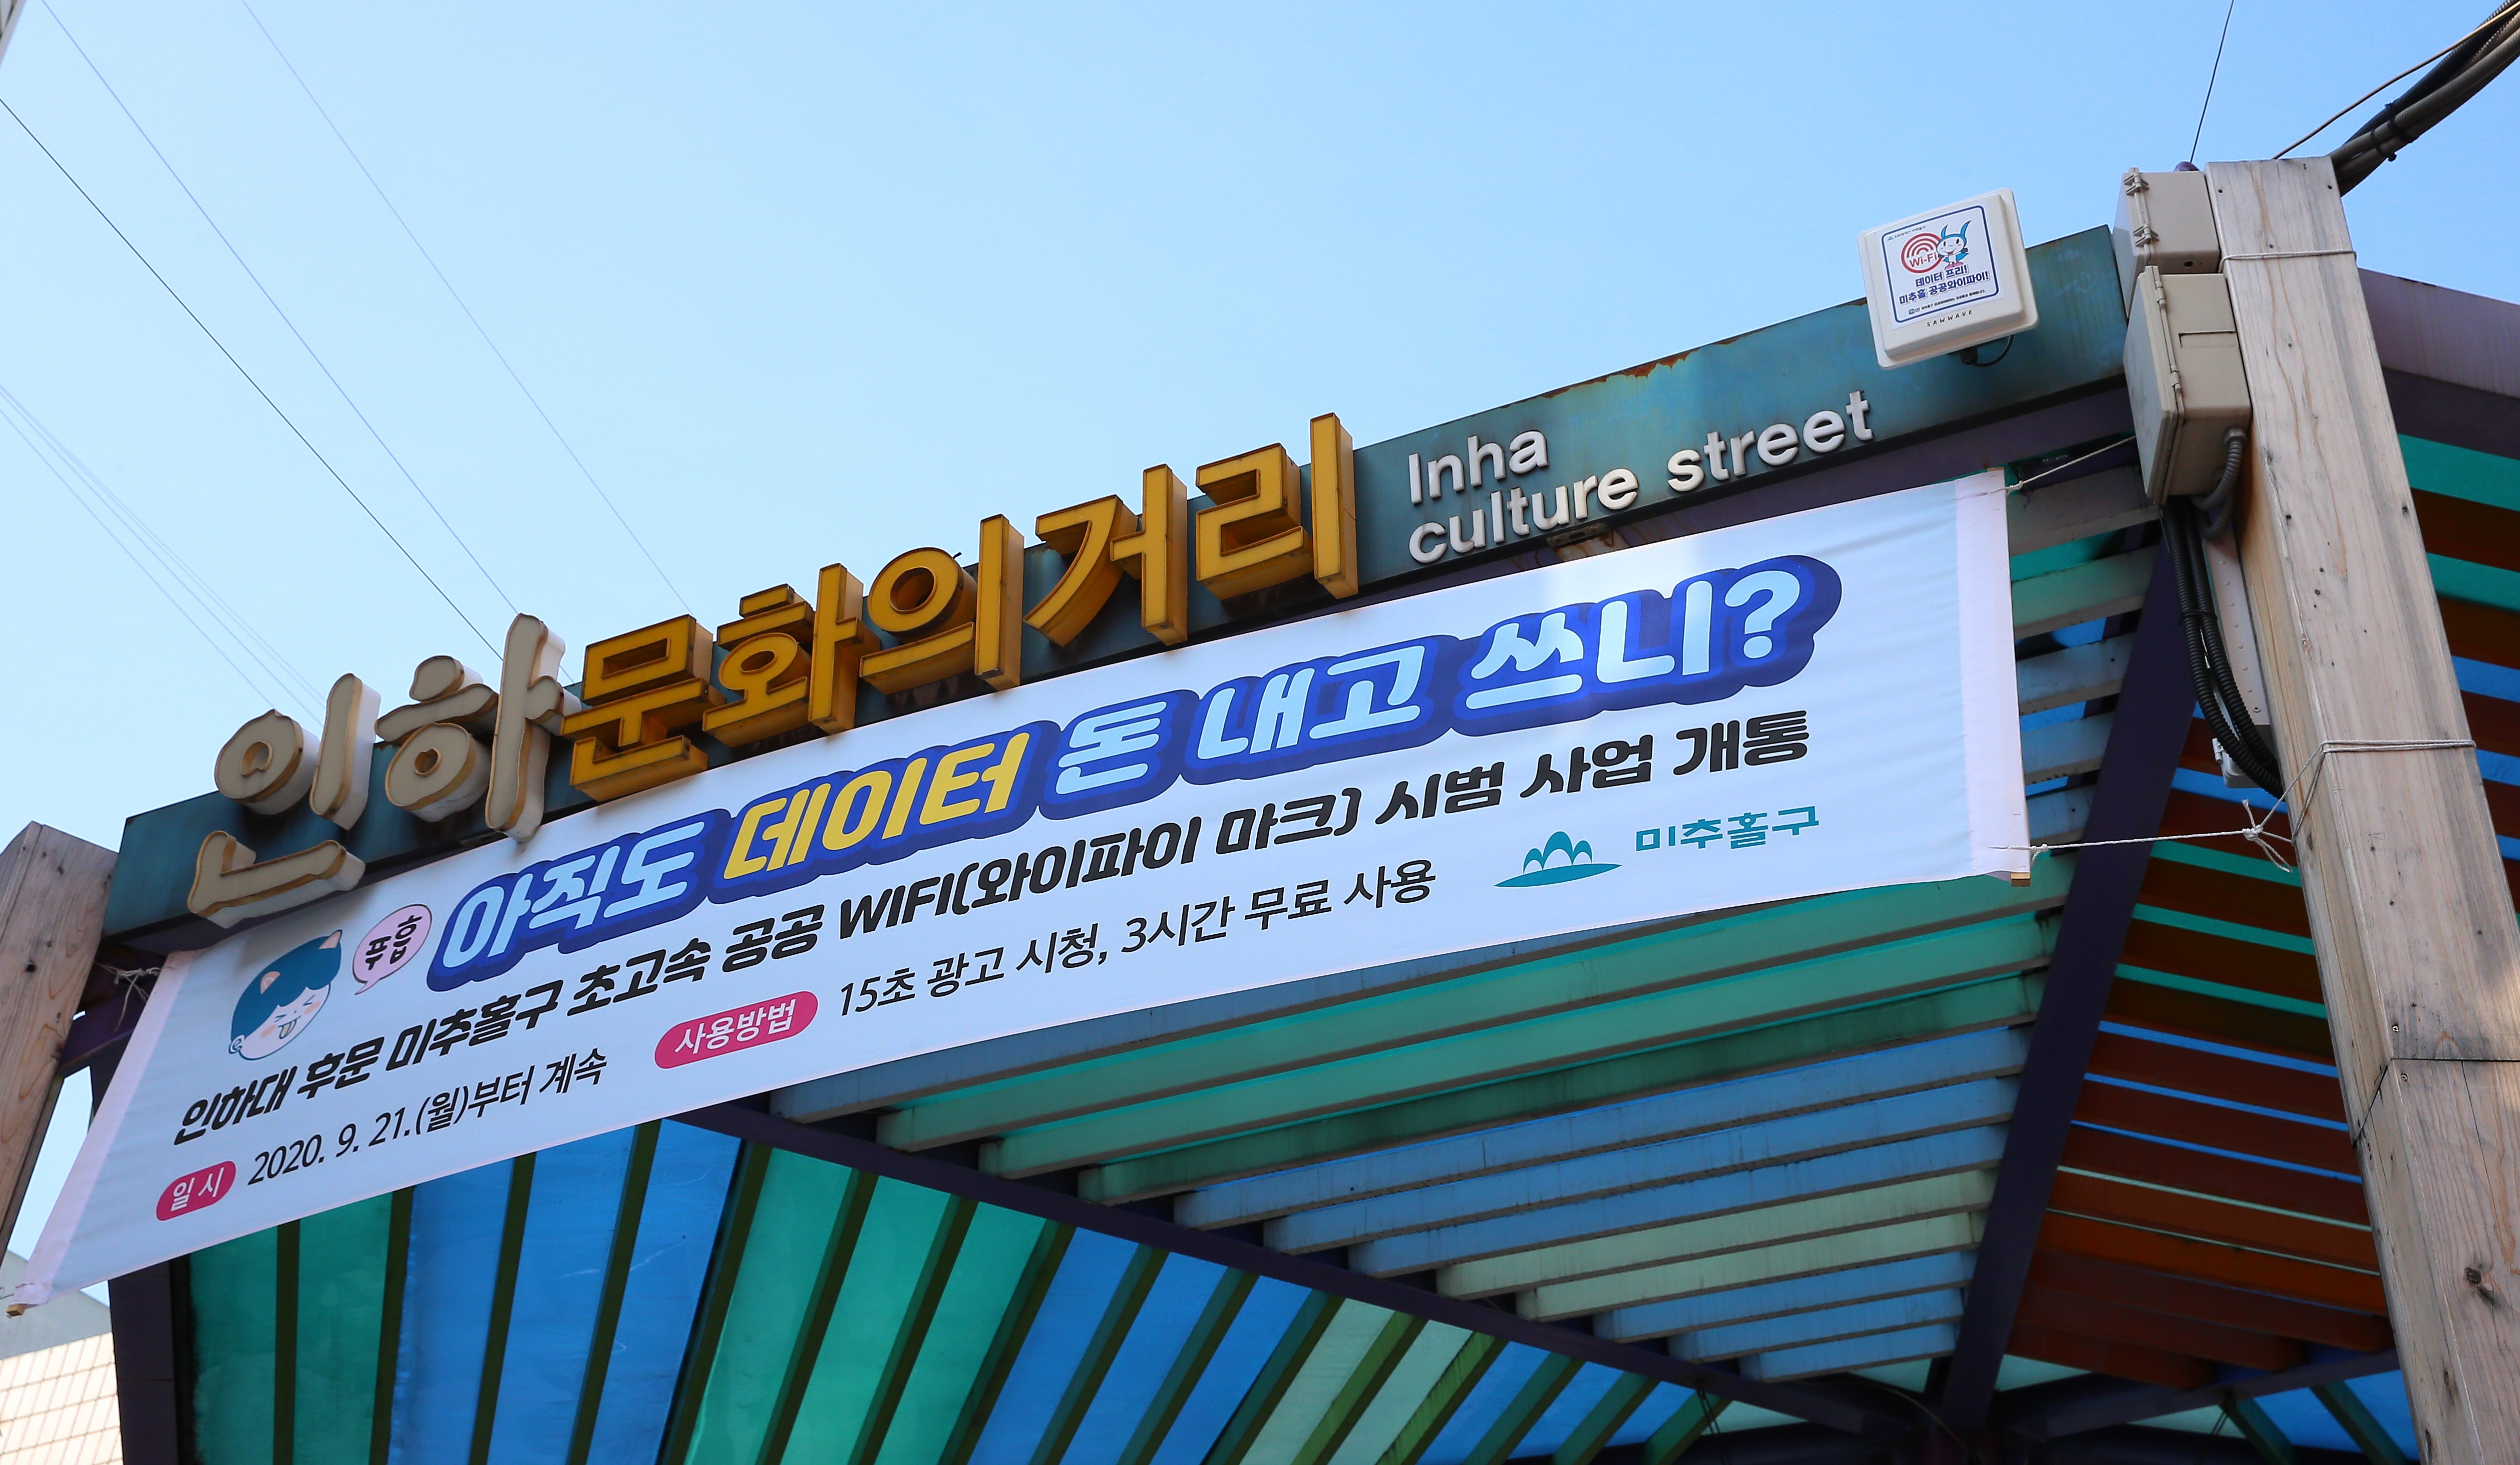 Wi-Fi
데이터 프리!
미추홀 공공와이파이!
SAWWAVE
인하문화의거리
Inha
culture street
푸흡
아직도 데이터 돈 내고 쓰니?
인하대 후문 미추홀구 초고속 공공 WIFI(와이파이 마크) 시범 사업 개통
일시 2020. 9. 21.(월)부터 계속 사용방법 15초 광고 시청, 3시간 무료 사용
미추홀구